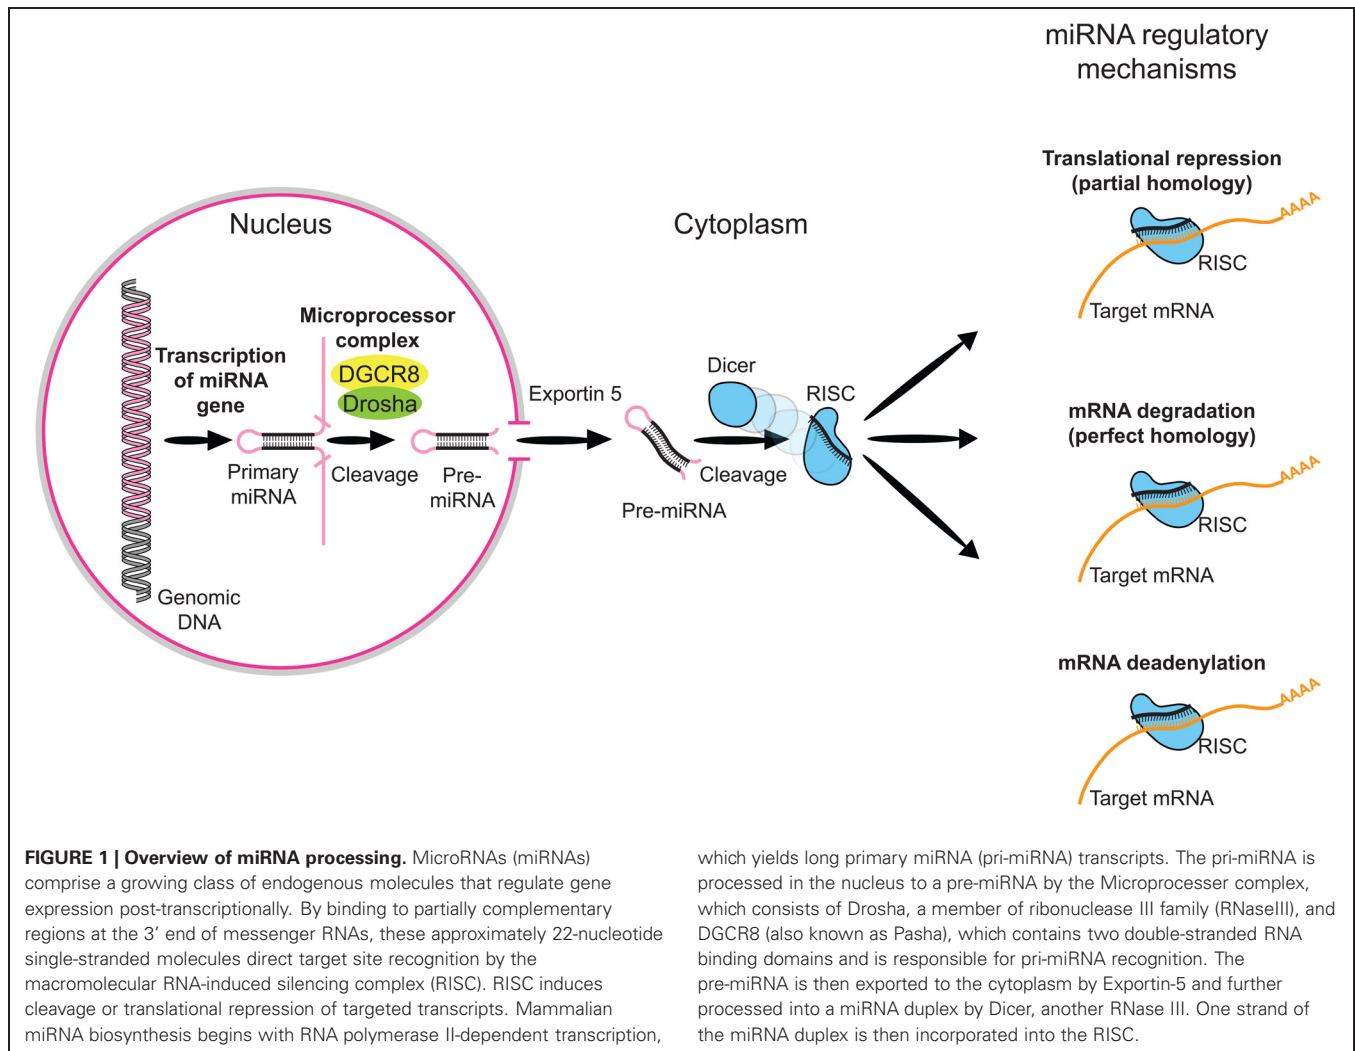 miRNA regulatory
mechanisms
Translational repression
(partial homology)
AAAA
RISC
Target mRNA
Nucleus
Cytoplasm
Microprocessor
complex
DGCR8
Drosha
Transcription
of miRNA
gene
Primary
miRNA
Cleavage
Pre-
miRNA
Genomic
DNA
Exportin 5
Dicer
RISC
Cleavage
Pre-miRNA
mRNA degradation
(perfect homology)
AAAA
RISC
Target mRNA
mRNA deadenylation
AAAA
RISC
Target mRNA
FIGURE 1 | Overview of miRNA processing. MicroRNAs (miRNAs)
comprise a growing class of endogenous molecules that regulate gene
expression post-transcriptionally. By binding to partially complementary
regions at the 3’ end of messenger RNAs, these approximately 22-nucleotide
single-stranded molecules direct target site recognition by the
macromolecular RNA-induced silencing complex (RISC). RISC induces
cleavage or translational repression of targeted transcripts. Mammalian
miRNA biosynthesis begins with RNA polymerase II-dependent transcription,
which yields long primary miRNA (pri-miRNA) transcripts. The pri-miRNA is
processed in the nucleus to a pre-miRNA by the Microprocesser complex,
which consists of Drosha, a member of ribonuclease III family (RNaseIII), and
DGCR8 (also known as Pasha), which contains two double-stranded RNA
binding domains and is responsible for pri-miRNA recognition. The
pre-miRNA is then exported to the cytoplasm by Exportin-5 and further
processed into a miRNA duplex by Dicer, another RNase III. One strand of
the miRNA duplex is then incorporated into the RISC.